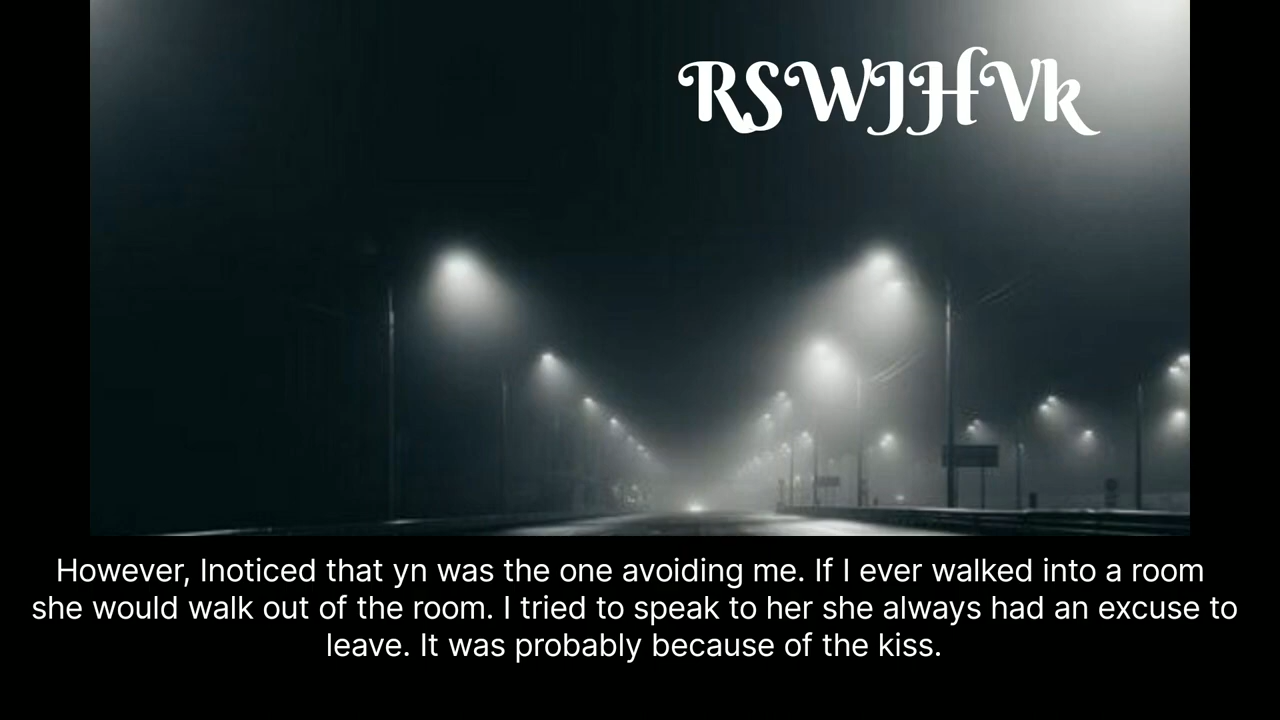 RSWJJHVk
However, Inoticed that yn was the one avoiding me. If I ever walked into a room
she would walk out of the room. I tried to speak to her she always had an excuse to
leave. It was probably because of the kiss.